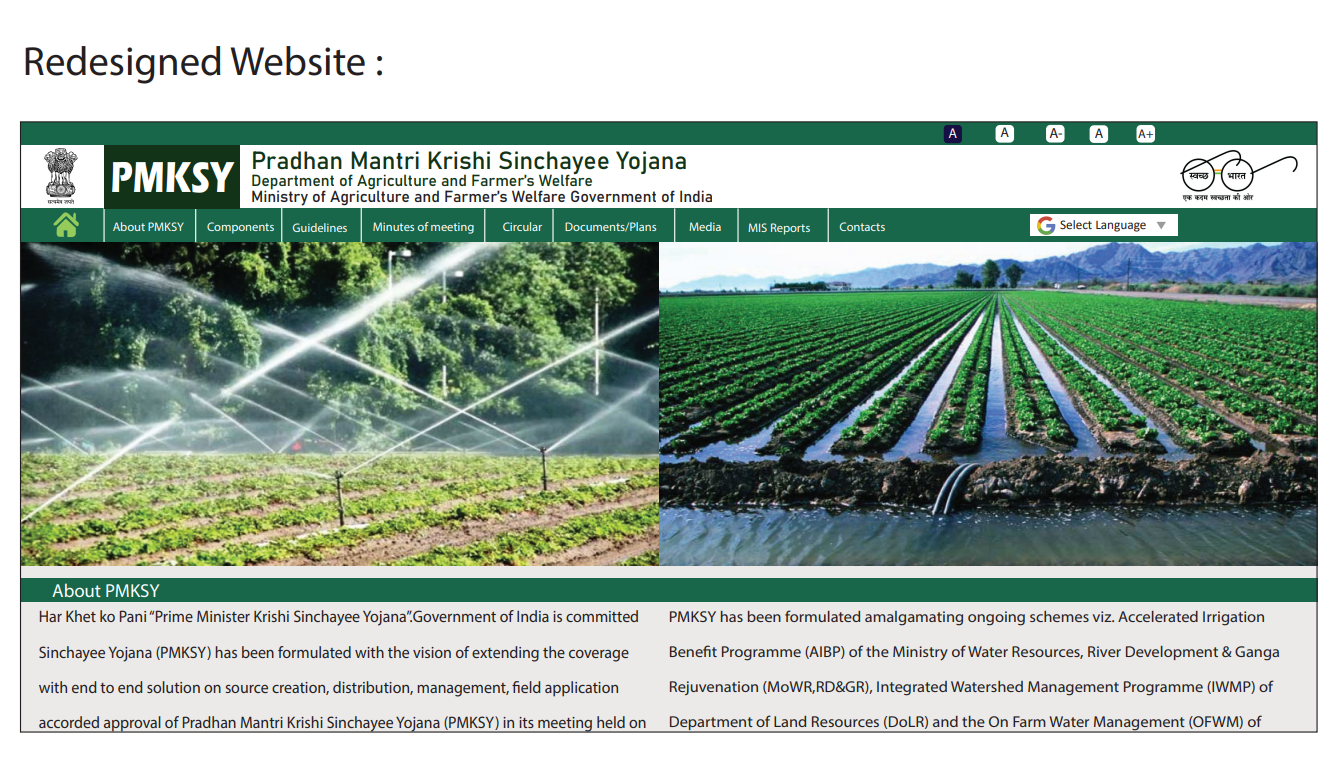 Redesigned Website :
A A A- A A+
सत्यमेव जयते
PMKSY
Pradhan Mantri Krishi Sinchayee Yojana
Department of Agriculture and Farmer's Welfare
Ministry of Agriculture and Farmer's Welfare Government of India
स्वच्छ भारत
एक कदम स्वच्छता की ओर
About PMKSY Components Guidelines Minutes of meeting Circular Documents/Plans Media MIS Reports Contacts
G Select Language ▼
About PMKSY
Har Khet ko Pani “Prime Minister Krishi Sinchayee Yojana”.Government of India is committed
Sinchayee Yojana (PMKSY) has been formulated with the vision of extending the coverage
with end to end solution on source creation, distribution, management, field application
accorded approval of Pradhan Mantri Krishi Sinchayee Yojana (PMKSY) in its meeting held on
PMKSY has been formulated amalgamating ongoing schemes viz. Accelerated Irrigation
Benefit Programme (AIBP) of the Ministry of Water Resources, River Development & Ganga
Rejuvenation (MoWR,RD&GR), Integrated Watershed Management Programme (IWMP) of
Department of Land Resources (DoLR) and the On Farm Water Management (OFWM) of